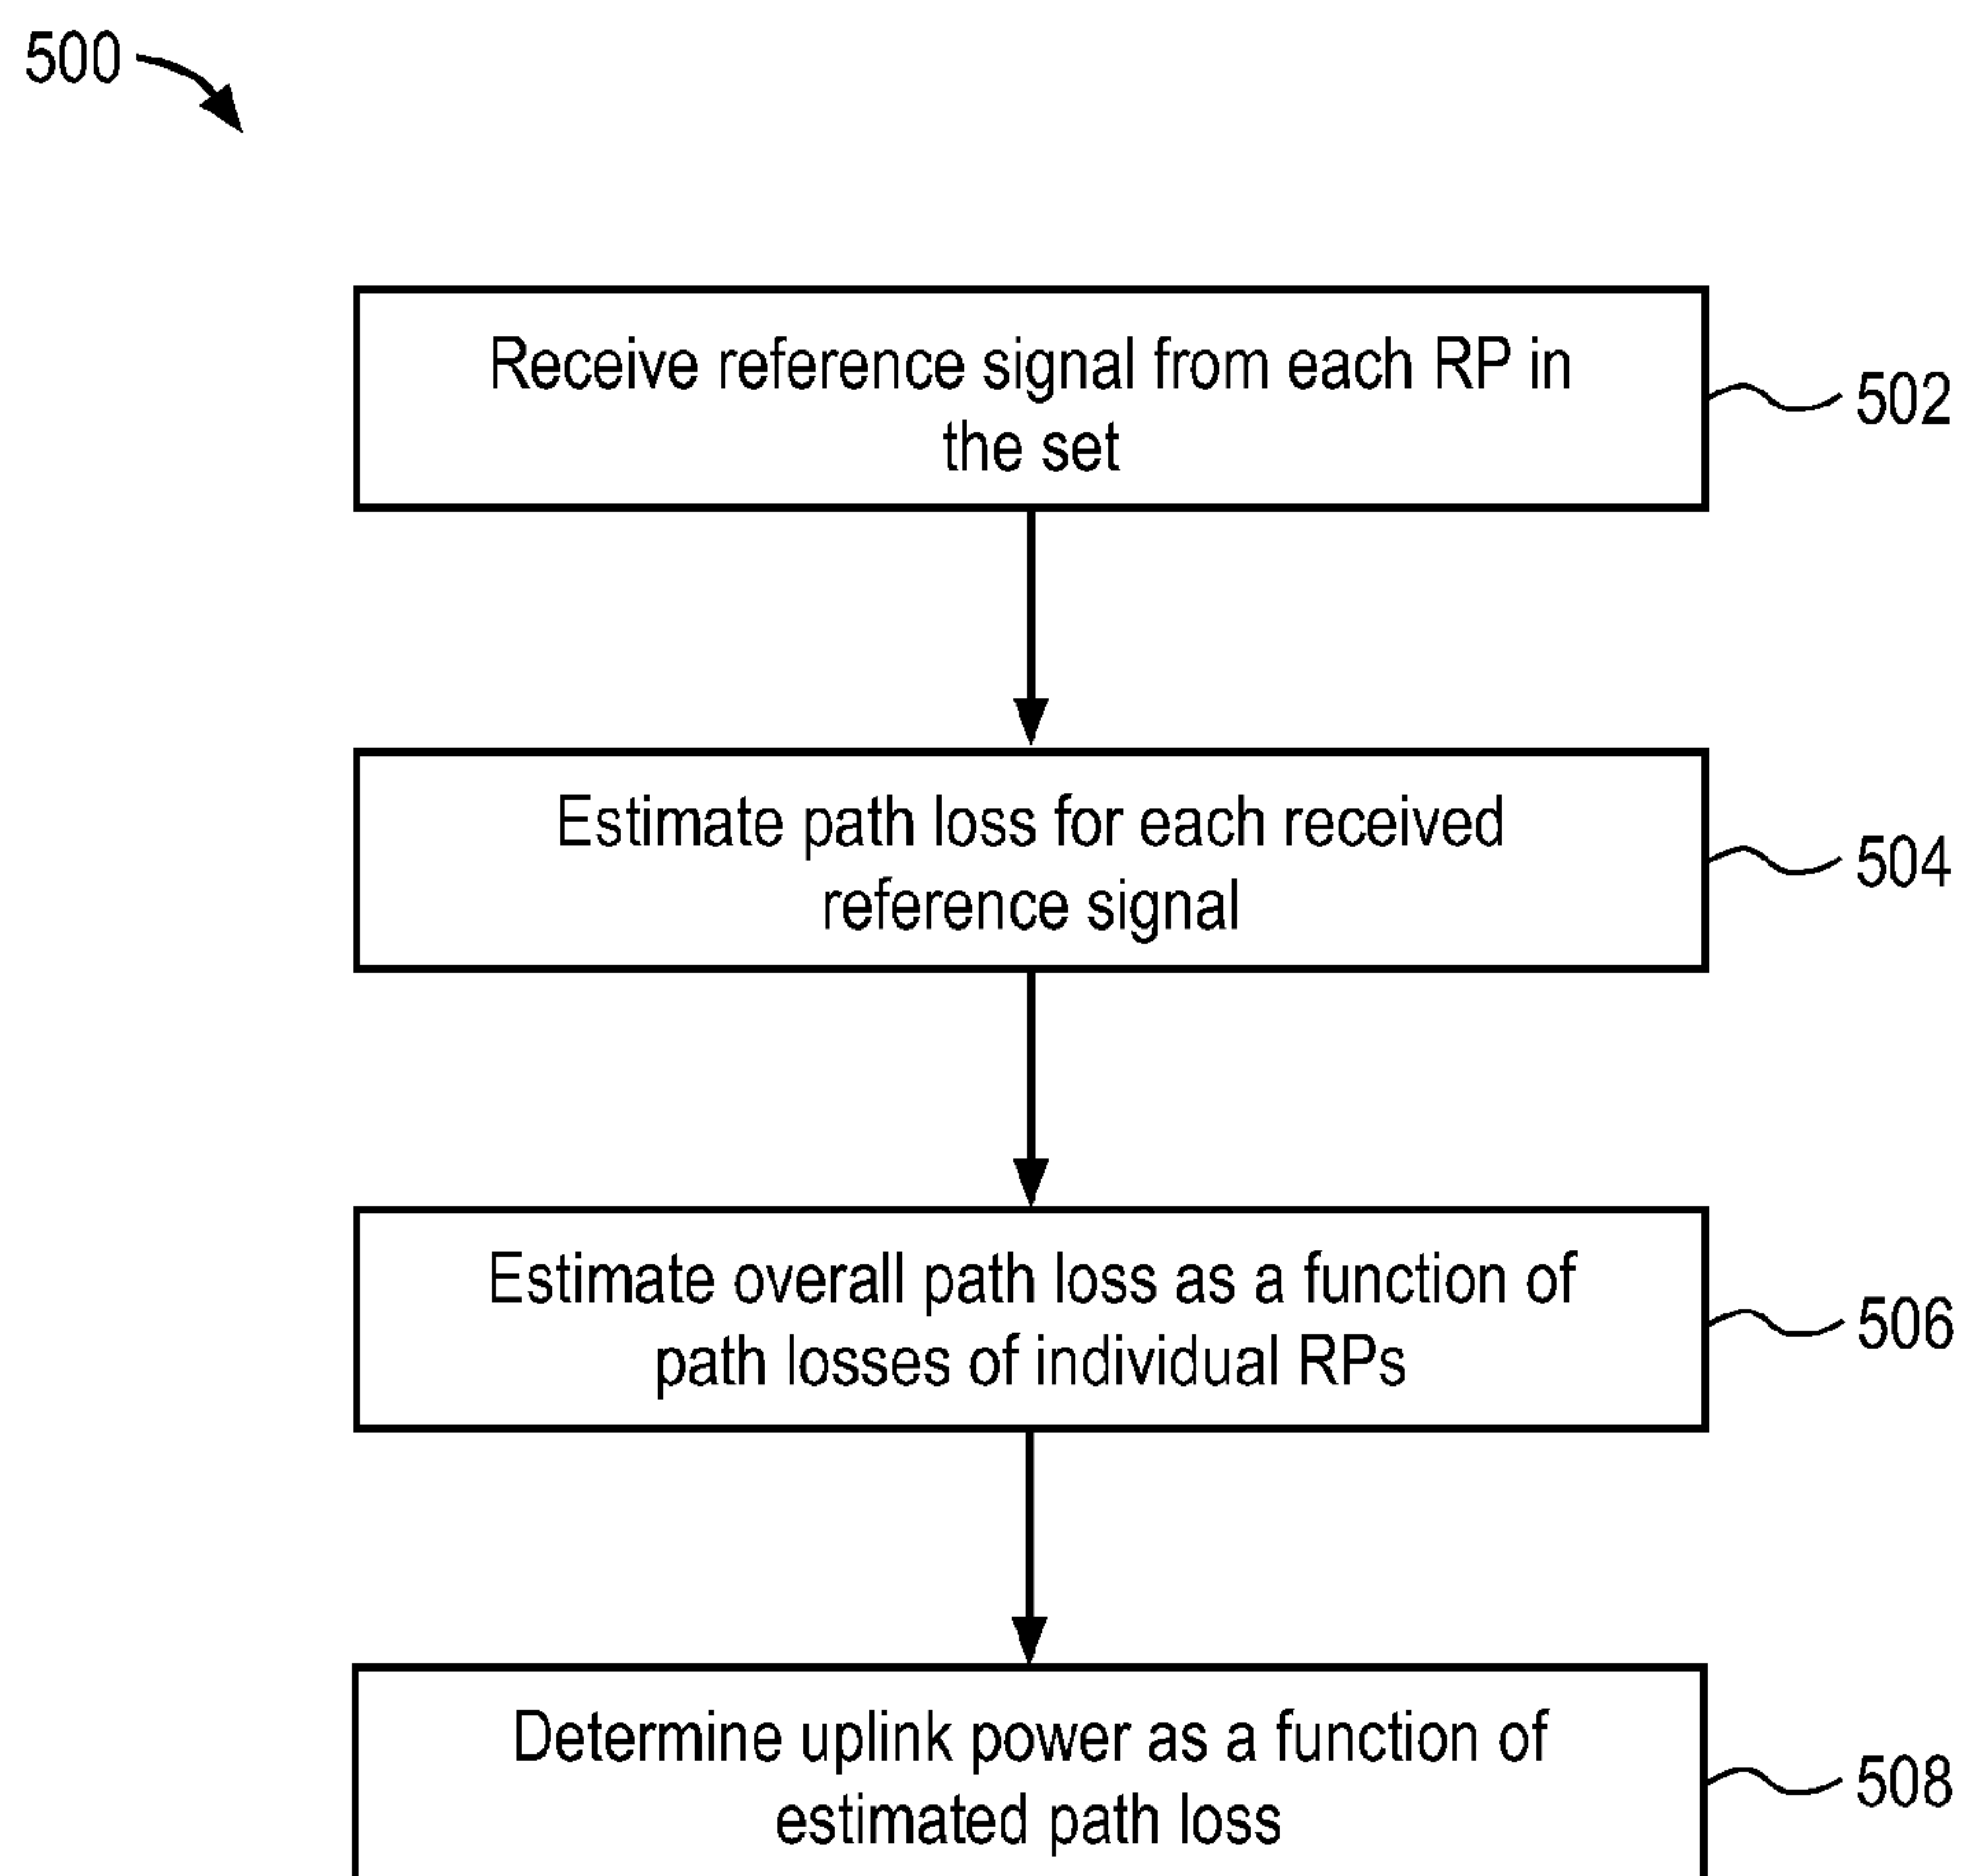 500
Receive reference signal from each RP in
the set
502
Estimate path loss for each received
reference signal
504
Estimate overall path loss as a function of
path losses of individual RPs
506
Determine uplink power as a function of
estimated path loss
508